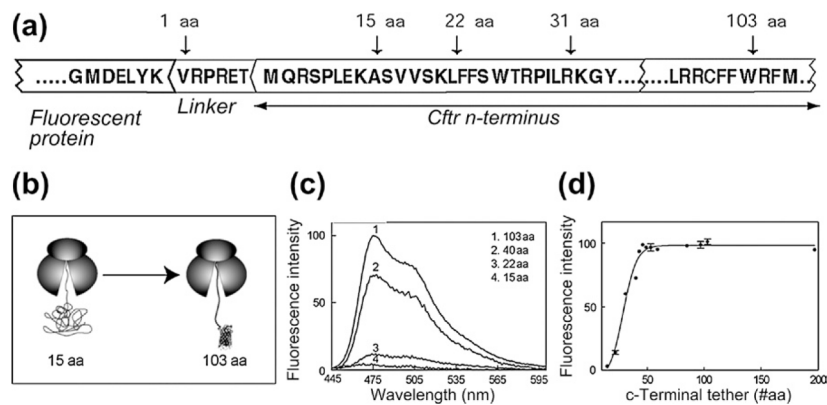 (a)
1 aa 15 aa 22 aa 31 aa 103 aa
.....GMDELYK VRPRET MQRSPLEKASVVSKLFFSWTRPILRKGY..... .....LRRCFFWRFM..
Fluorescent protein
Linker
Cftr n-terminus
(b)
15 aa
103 aa
(c)
Fluorescence intensity
100
50
0
445 475 505 535 565 595
Wavelength (nm)
1
2
3
4
1. 103aa
2. 40aa
3. 22aa
4. 15aa
(d)
Fluorescence intensity
100
50
0
50 100 150 200
c-Terminal tether (#aa)